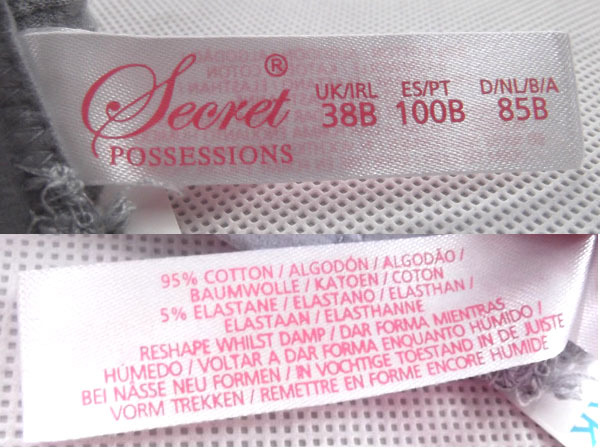 Secret®
POSSESSIONS
UK/IRL ES/PT D/NL/B/A
38B 100B 85B
95% COTTON / ALGODÓN / ALGODÃO /
BAUMWOLLE / KATOEN / COTON
5% ELASTANE / ELASTANO / ELASTHAN /
ELASTAAN / ELASTHANNE
RESHAPE WHILST DAMP / DAR FORMA MIENTRAS
HÚMEDO / VOLTAR A DAR FORMA ENQUANTO HÚMIDO /
BEI NÄSSE NEU FORMEN / IN VOCHTIGE TOESTAND IN DE JUISTE
VORM TREKKEN / REMETTRE EN FORME ENCORE HUMIDE